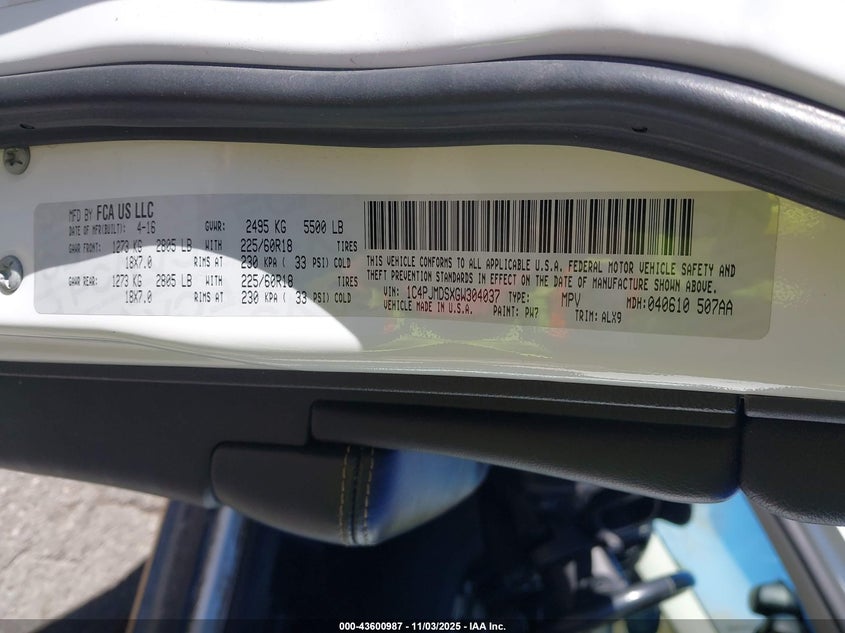 MFD BY FCA US LLC
DATE OF MFR(BUILT): 4-16 GVWR: 2495 KG 5500 LB
GAWR FRONT: 1273 KG 2805 LB WITH 225/60R18 TIRES
18X7.0 RIMS AT 230 KPA ( 33 PSI) COLD
GAWR REAR: 1273 KG 2805 LB WITH 225/60R18 TIRES
18X7.0 RIMS AT 230 KPA ( 33 PSI) COLD
THIS VEHICLE CONFORMS TO ALL APPLICABLE U.S.A. FEDERAL MOTOR VEHICLE SAFETY AND
THEFT PREVENTION STANDARDS IN EFFECT ON THE DATE OF MANUFACTURE SHOWN ABOVE.
VIN: 1C4PJMDSXGW304037 TYPE: MPV MDH: 040610 507AA
VEHICLE MADE IN U.S.A. PAINT: PW7 TRIM: ALX9
000-43600987 - 11/03/2025 - IAA Inc.